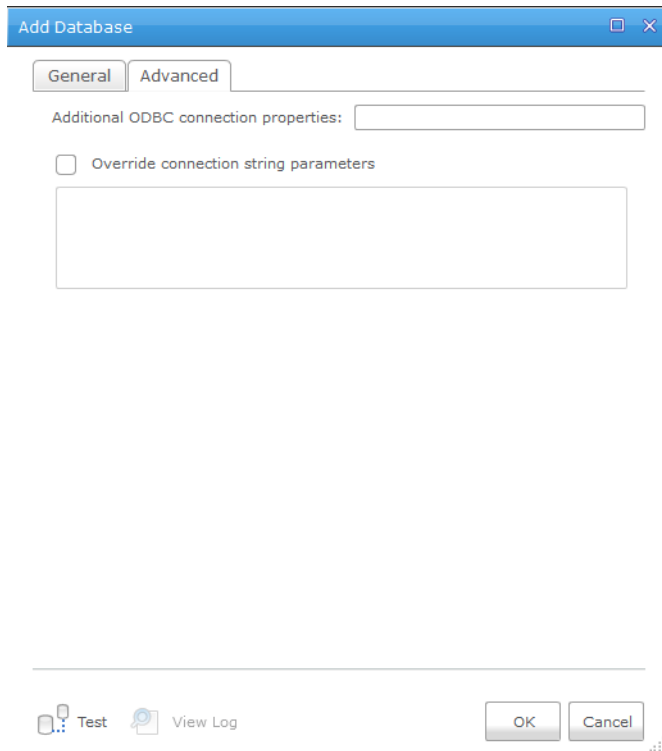 Add Database
General Advanced
Additional ODBC connection properties:
Override connection string parameters
Test View Log OK Cancel